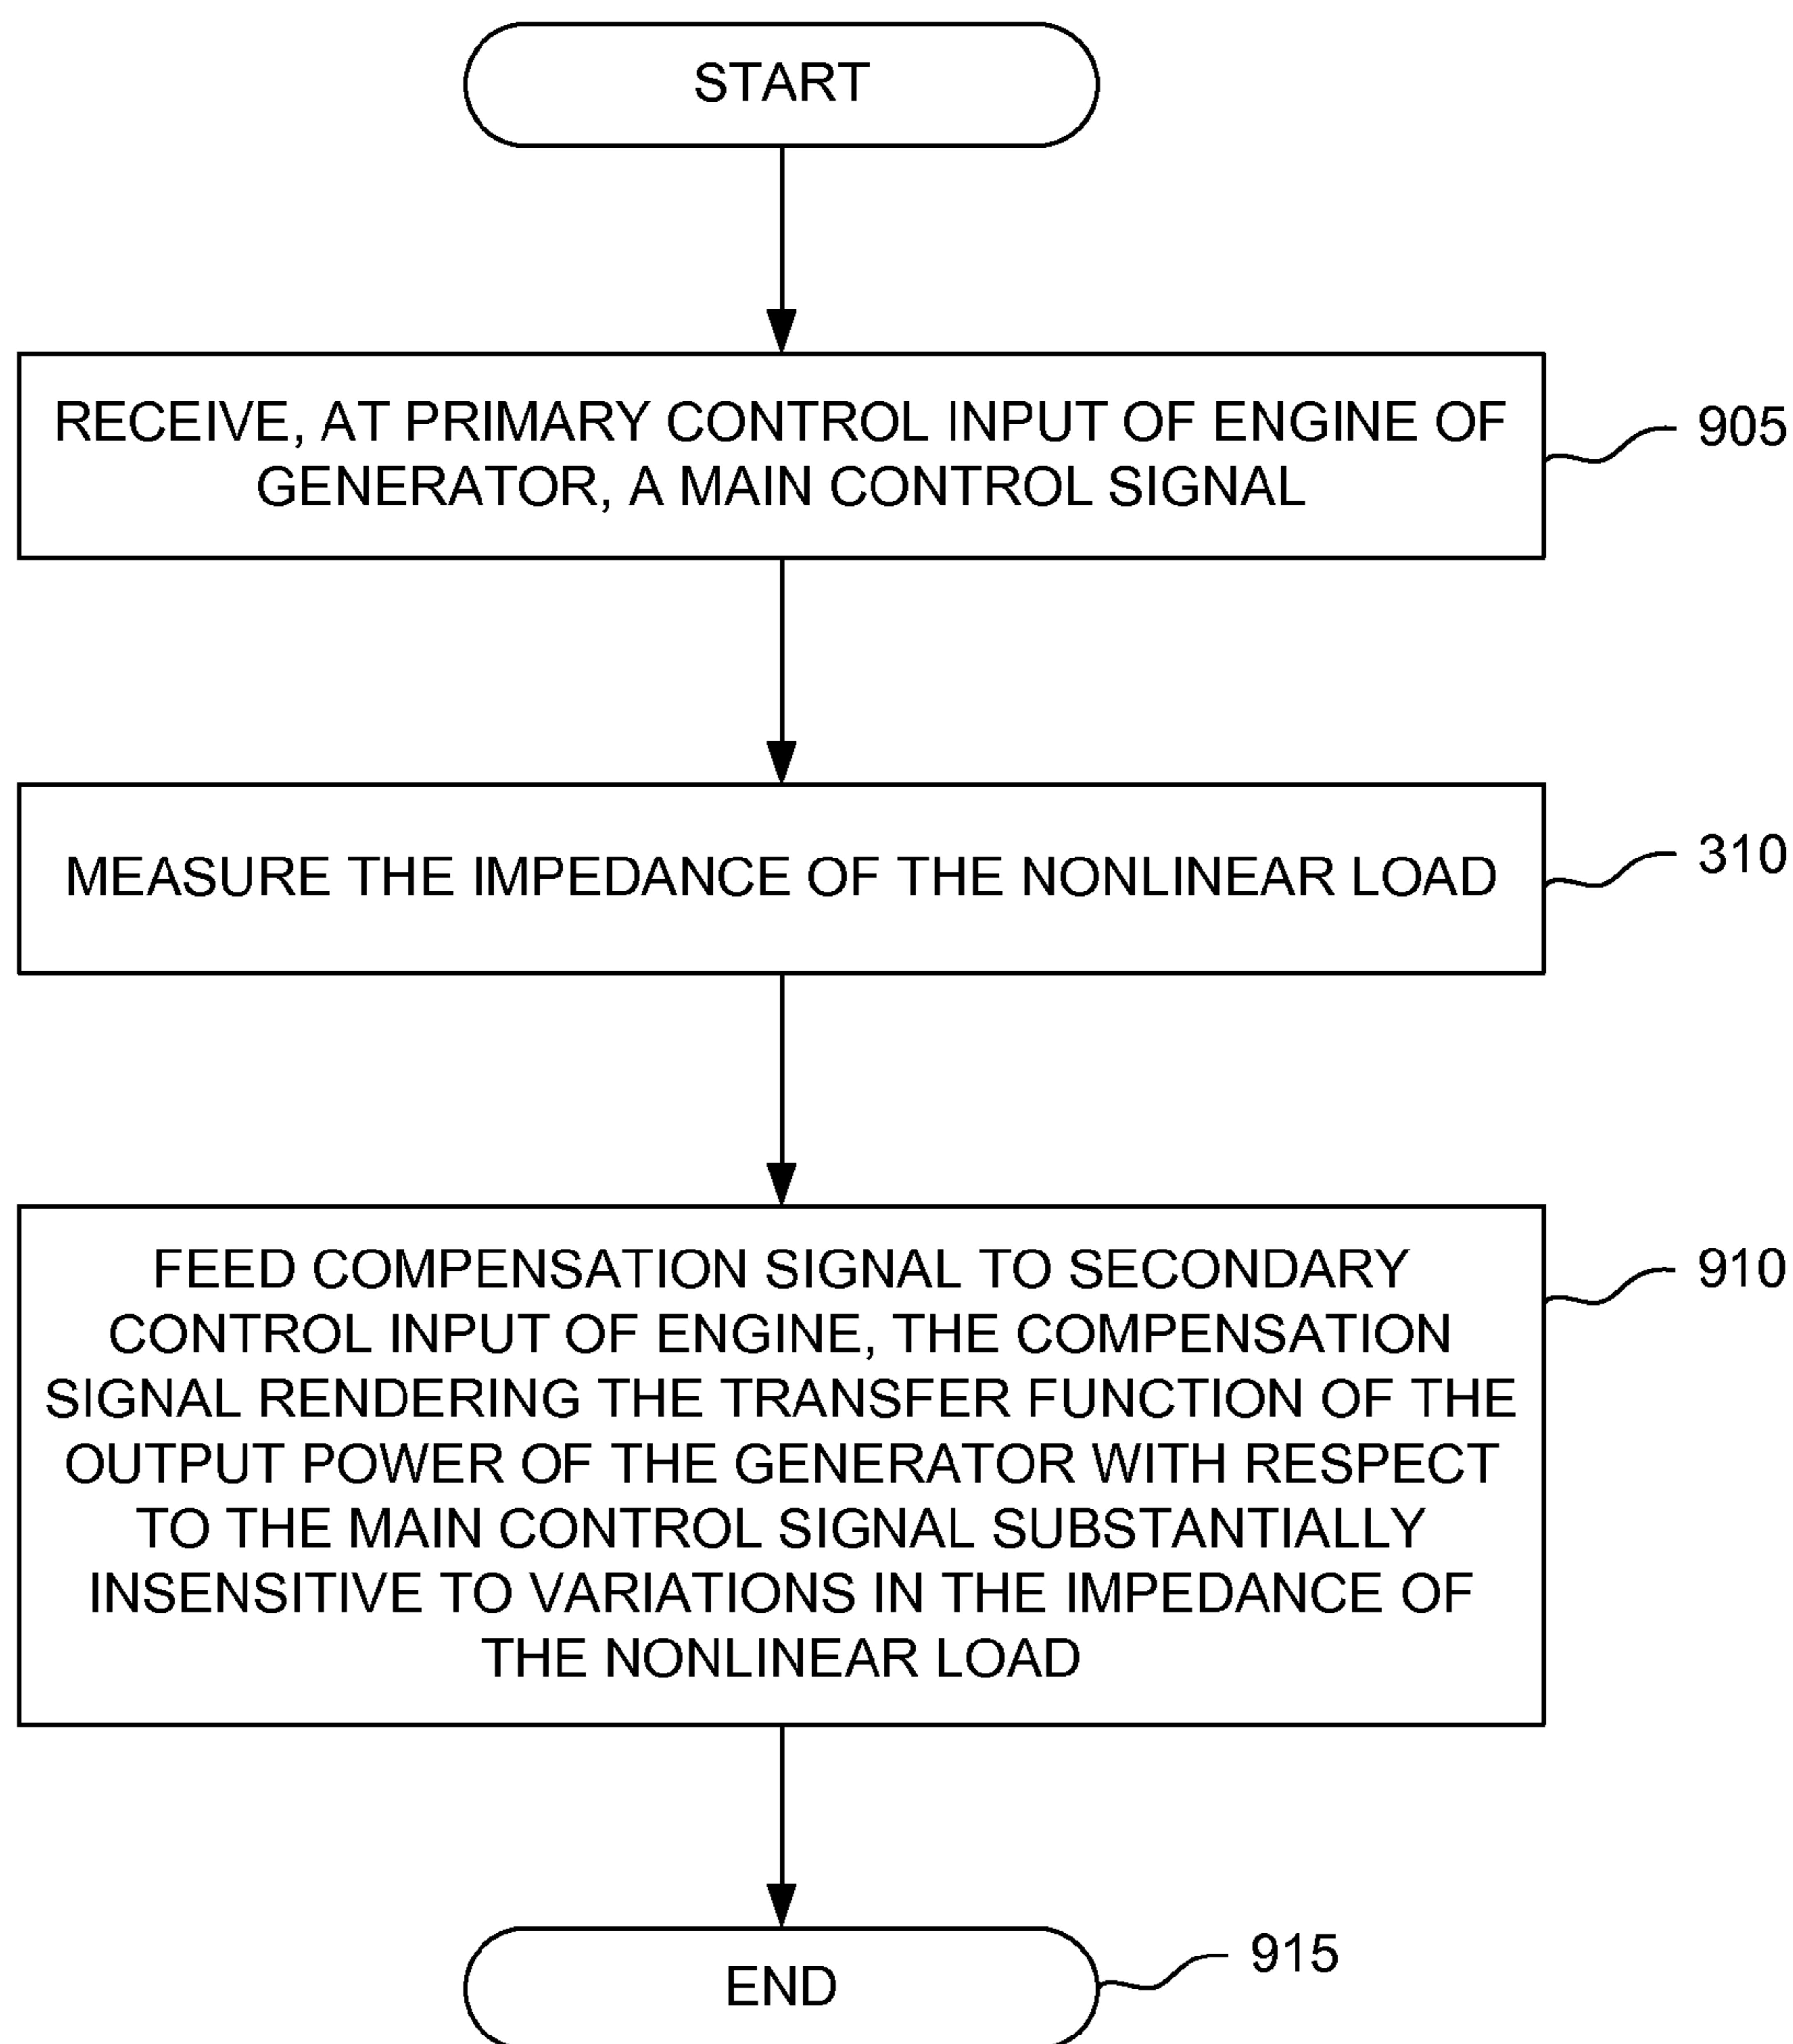 START
RECEIVE, AT PRIMARY CONTROL INPUT OF ENGINE OF
GENERATOR, A MAIN CONTROL SIGNAL
905
MEASURE THE IMPEDANCE OF THE NONLINEAR LOAD
310
FEED COMPENSATION SIGNAL TO SECONDARY
CONTROL INPUT OF ENGINE, THE COMPENSATION
SIGNAL RENDERING THE TRANSFER FUNCTION OF THE
OUTPUT POWER OF THE GENERATOR WITH RESPECT
TO THE MAIN CONTROL SIGNAL SUBSTANTIALLY
INSENSITIVE TO VARIATIONS IN THE IMPEDANCE OF
THE NONLINEAR LOAD
910
END
915